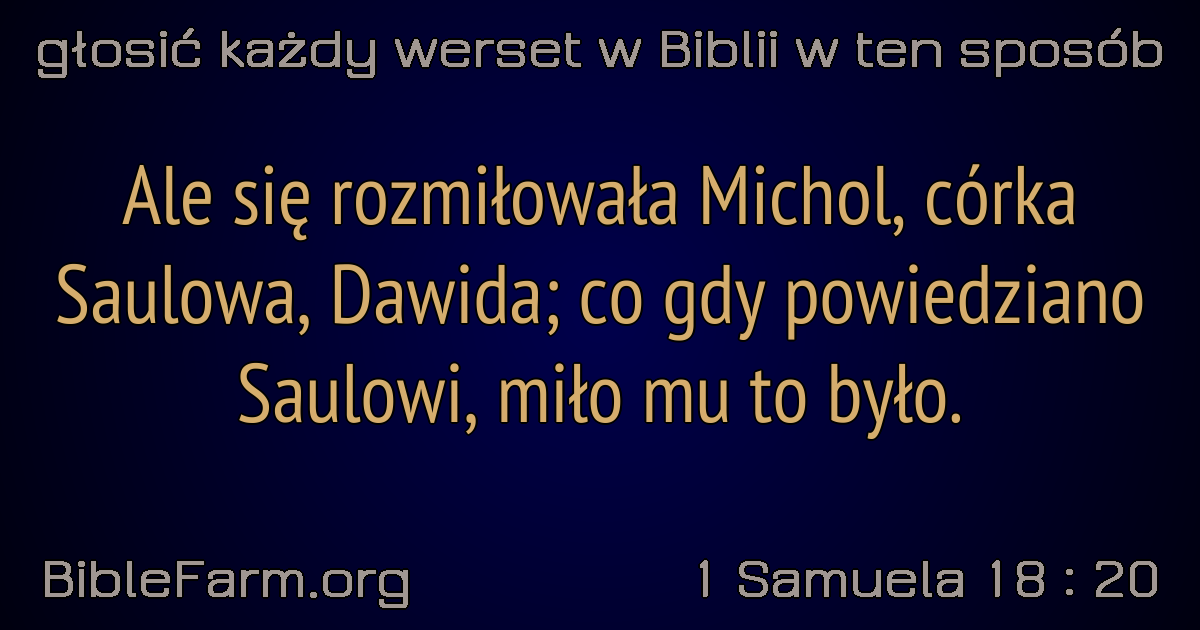 głosić każdy werset w Biblii w ten sposób
Ale się rozmiłowała Michol, córka
Saulowa, Dawida; co gdy powiedziano
Saulowi, miło mu to było.
BibleFarm.org
1 Samuela 18 : 20